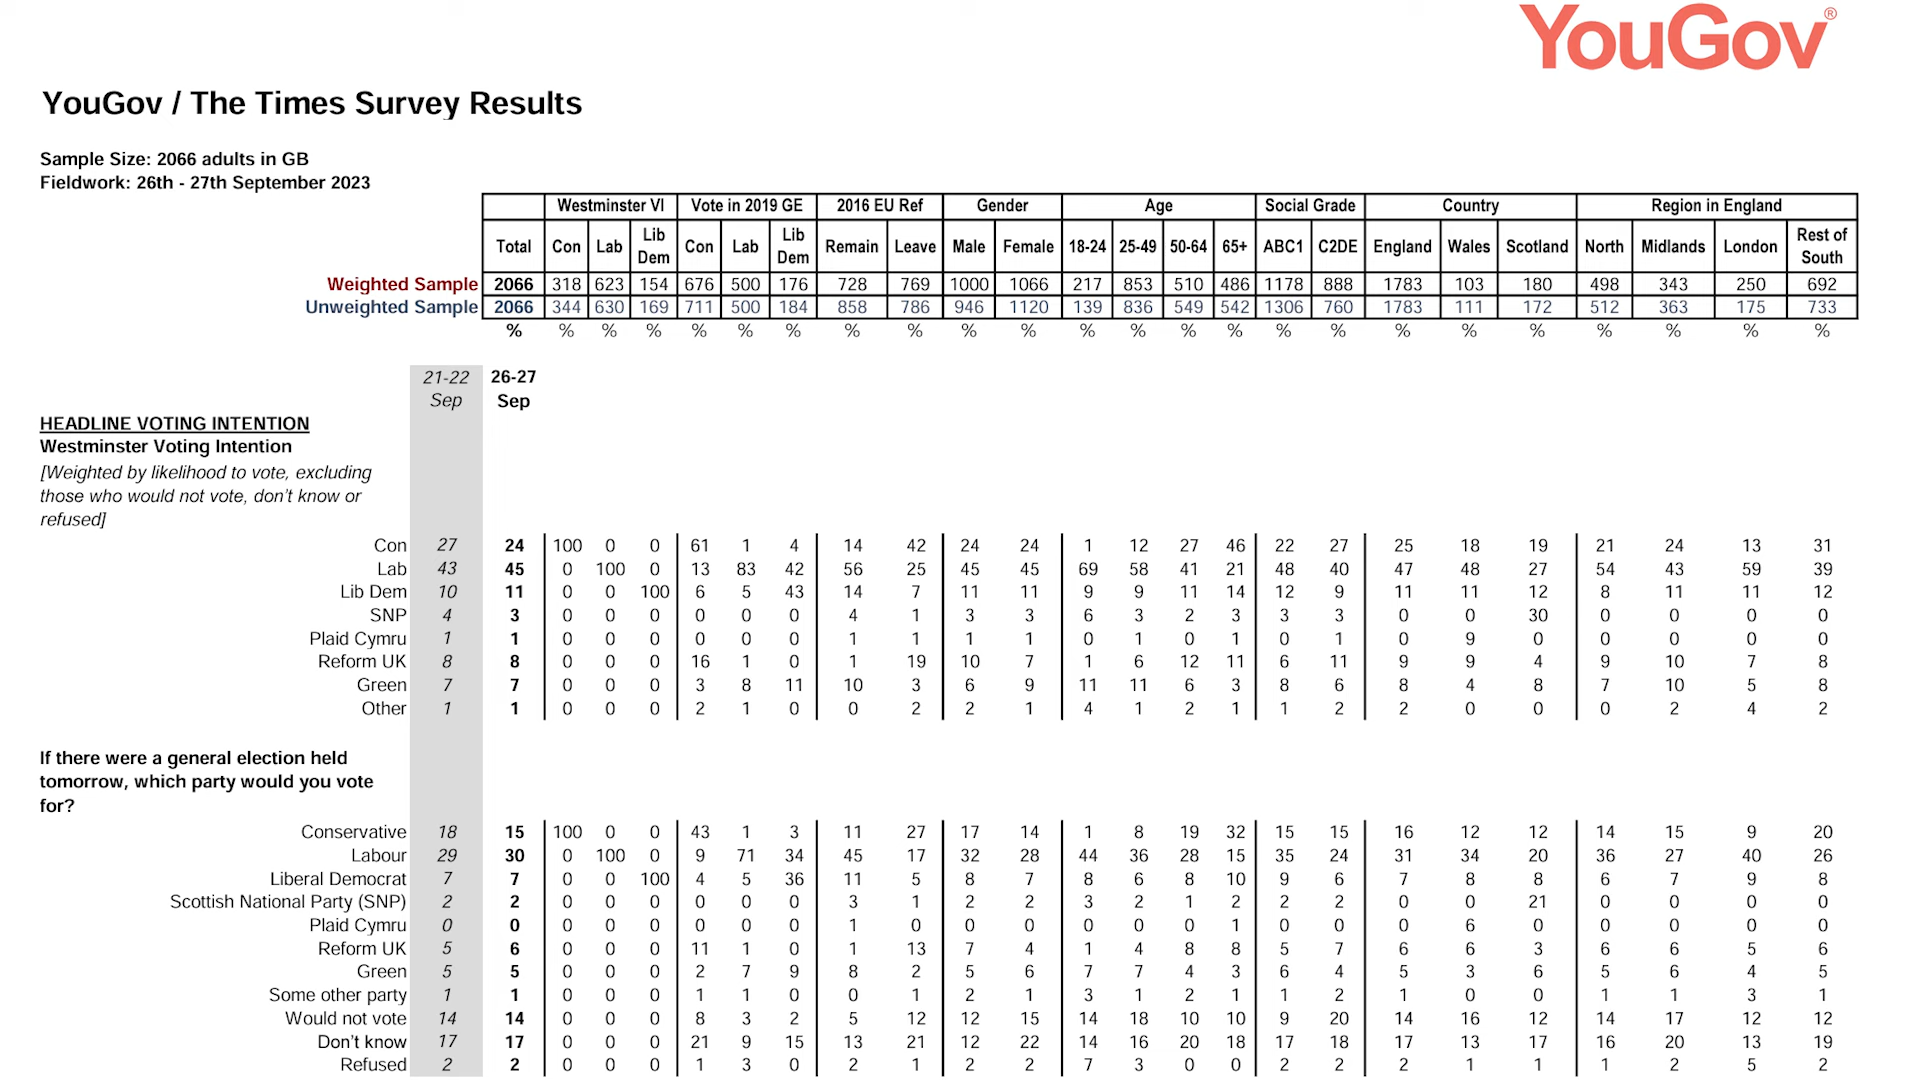 YouGov®
YouGov / The Times Survey Results
Sample Size: 2066 adults in GB
Fieldwork: 26th - 27th September 2023
Westminster VI Vote in 2019 GE 2016 EU Ref Gender Age Social Grade Country Region in England
Total Con Lab Lib Dem Con Lab Lib Dem Remain Leave Male Female 18-24 25-49 50-64 65+ ABC1 C2DE England Wales Scotland North Midlands London Rest of South
Weighted Sample 2066 318 623 154 676 500 176 728 769 1000 1066 217 853 510 486 1178 888 1783 103 180 498 343 250 692
Unweighted Sample 2066 344 630 169 711 500 184 858 786 946 1120 139 836 549 542 1306 760 1783 111 172 512 363 175 733
% % % % % % % % % % % % % % % % % % % % % % % %
21-22 26-27
Sep Sep
HEADLINE VOTING INTENTION
Westminster Voting Intention
[Weighted by likelihood to vote, excluding
those who would not vote, don't know or
refused]
Con 27 24 100 0 0 61 1 4 14 42 24 24 1 12 27 46 22 27 25 18 19 21 24 13 31
Lab 43 45 0 100 0 13 83 42 56 25 45 45 69 58 41 21 48 40 47 48 27 54 43 59 39
Lib Dem 10 11 0 0 100 6 5 43 14 7 11 11 9 9 11 14 12 9 11 11 12 8 11 11 12
SNP 4 3 0 0 0 0 0 0 4 1 3 3 6 3 2 3 3 3 0 0 30 0 0 0 0
Plaid Cymru 1 1 0 0 0 0 0 0 1 1 1 1 0 1 0 1 0 1 0 9 0 0 0 0 0
Reform UK 8 8 0 0 0 16 1 0 1 19 10 7 1 6 12 11 6 11 9 9 4 9 10 7 8
Green 7 7 0 0 0 3 8 11 10 3 6 9 11 11 6 3 8 6 8 4 8 7 10 5 8
Other 1 1 0 0 0 2 1 0 0 2 2 1 4 1 2 1 1 2 2 0 0 0 2 4 2
If there were a general election held
tomorrow, which party would you vote
for?
Conservative 18 15 100 0 0 43 1 3 11 27 17 14 1 8 19 32 15 15 16 12 12 14 15 9 20
Labour 29 30 0 100 0 9 71 34 45 17 32 28 44 36 28 15 35 24 31 34 20 36 27 40 26
Liberal Democrat 7 7 0 0 100 4 5 36 11 5 8 7 8 6 8 10 9 6 7 8 8 6 7 9 8
Scottish National Party (SNP) 2 2 0 0 0 0 0 0 3 1 2 2 3 2 1 2 2 2 0 0 21 0 0 0 0
Plaid Cymru 0 0 0 0 0 0 0 0 1 0 0 0 0 0 0 1 0 0 0 6 0 0 0 0 0
Reform UK 5 6 0 0 0 11 1 0 1 13 7 4 1 4 8 8 5 7 6 6 3 6 6 5 6
Green 5 5 0 0 0 2 7 9 8 2 5 6 7 7 4 3 6 4 5 3 6 5 6 4 5
Some other party 1 1 0 0 0 1 1 0 0 1 2 1 3 1 2 1 1 2 1 0 0 1 1 3 1
Would not vote 14 14 0 0 0 8 3 2 5 12 12 15 14 18 10 10 9 20 14 16 12 14 17 12 12
Don't know 17 17 0 0 0 21 9 15 13 21 12 22 14 16 20 18 17 18 17 13 17 16 20 13 19
Refused 2 2 0 0 0 1 3 0 2 1 2 2 7 3 0 0 2 2 2 1 1 1 2 5 2